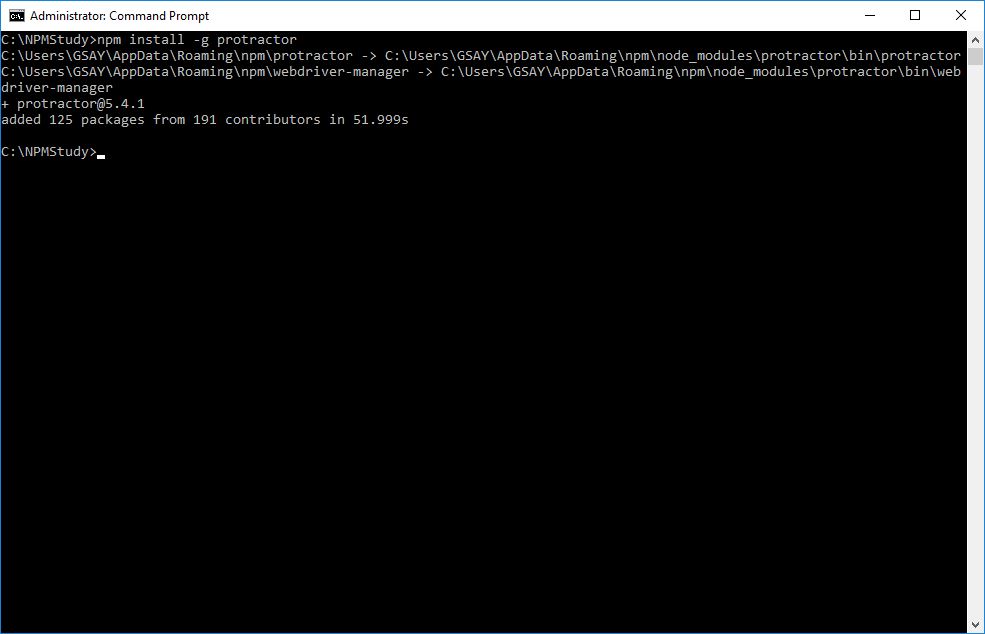 Administrator: Command Prompt
C:\NPMStudy>npm install -g protractor
C:\Users\GSAY\AppData\Roaming\npm\protractor -> C:\Users\GSAY\AppData\Roaming\npm\node_modules\protractor\bin\protractor
C:\Users\GSAY\AppData\Roaming\npm\webdriver-manager -> C:\Users\GSAY\AppData\Roaming\npm\node_modules\protractor\bin\web
driver-manager
+ protractor@5.4.1
added 125 packages from 191 contributors in 51.999s
C:\NPMStudy>